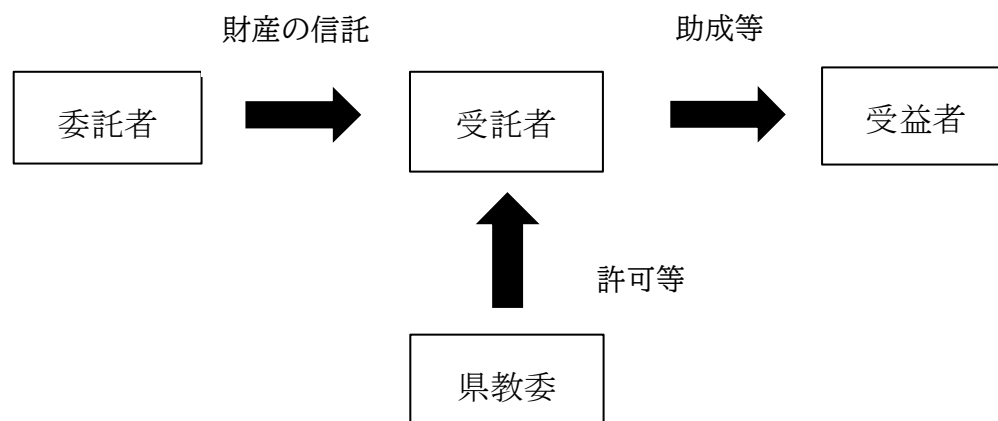 財産の信託
助成等
委託者
受託者
受益者
許可等
県教委